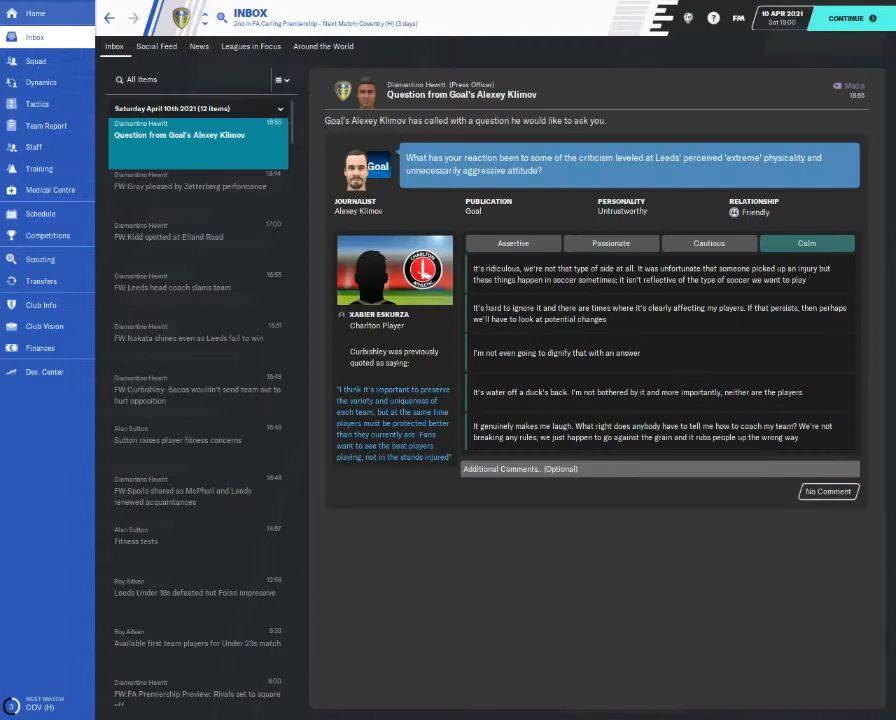 Home
INBOX
2nd in FA Carling Premiership - Next Match: Coventry (H) (3 days)
FM
10 APR 2021
Sat 19:00
CONTINUE
Inbox
Squad
Dynamics
Tactics
Team Report
Staff
Training
Medical Centre
Schedule
Competitions
Scouting
Transfers
Club Info
Club Vision
Finances
Dev. Center
3
NEXT MATCH
COV (H)
Inbox
Social Feed
News
Leagues in Focus
Around the World
All Items
Saturday April 10th 2021 (12 items)
Diamantino Hewitt
18:55
Question from Goal's Alexey Klimov
Diamantino Hewitt
18:44
FW:Gray pleased by Zetterberg performance
Diamantino Hewitt
17:00
FW:Kidd spotted at Elland Road
Diamantino Hewitt
16:55
FW:Leeds head coach slams team
Diamantino Hewitt
16:51
FW:Nakata shines even as Leeds fail to win
Diamantino Hewitt
16:49
FW:Curbishley: Bacos wouldn't send team out to
hurt opposition
Alan Sutton
16:49
Sutton raises player fitness concerns
Diamantino Hewitt
16:48
FW:Spoils shared as McPhail and Leeds
renewed acquaintances
Alan Sutton
14:57
Fitness tests
Roy Aitken
12:58
Leeds Under 18s defeated but Folan impressive
Roy Aitken
8:33
Available first team players for Under 23s match
Diamantino Hewitt
8:00
FW:FA Premiership Preview: Rivals set to square
off
Diamantino Hewitt (Press Officer)
Question from Goal's Alexey Klimov
Media
18:55
Goal's Alexey Klimov has called with a question he would like to ask you.
Goal
What has your reaction been to some of the criticism leveled at Leeds' perceived 'extreme' physicality and
unnecessarily aggressive attitude?
JOURNALIST
Alexey Klimov
PUBLICATION
Goal
PERSONALITY
Untrustworthy
RELATIONSHIP
Friendly
CHARLTON
ATHLETIC
XABIER ESKURZA
Charlton Player
Curbishley was previously
quoted as saying:
"I think it's important to preserve
the variety and uniqueness of
each team, but at the same time
players must be protected better
than they currently are. Fans
want to see the best players
playing, not in the stands injured"
Assertive
Passionate
Cautious
Calm
It's ridiculous, we're not that type of side at all. It was unfortunate that someone picked up an injury but
these things happen in soccer sometimes; it isn't reflective of the type of soccer we want to play
It's hard to ignore it and there are times where it's clearly affecting my players. If that persists, then perhaps
we'll have to look at potential changes
I'm not even going to dignify that with an answer
It's water off a duck's back. I'm not bothered by it and more importantly, neither are the players
It genuinely makes me laugh. What right does anybody have to tell me how to coach my team? We're not
breaking any rules; we just happen to go against the grain and it rubs people up the wrong way
Additional Comments.. (Optional)
No Comment